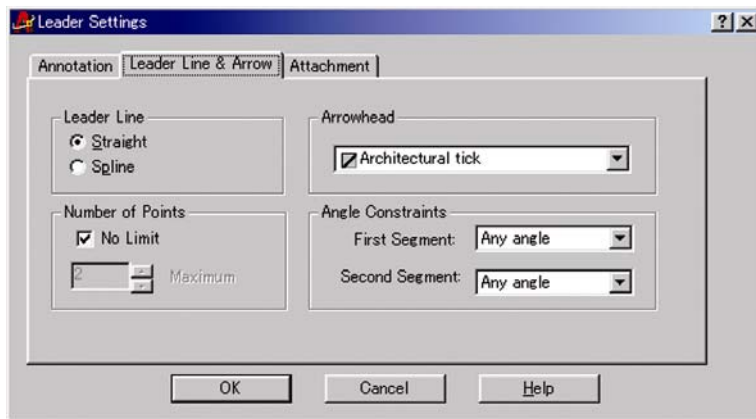 Leader Settings
Annotation
Leader Line & Arrow
Attachment
Leader Line
Straight
Spline
Arrowhead
Architectural tick
Number of Points
No Limit
2
Maximum
Angle Constraints
First Segment: Any angle
Second Segment: Any angle
OK
Cancel
Help